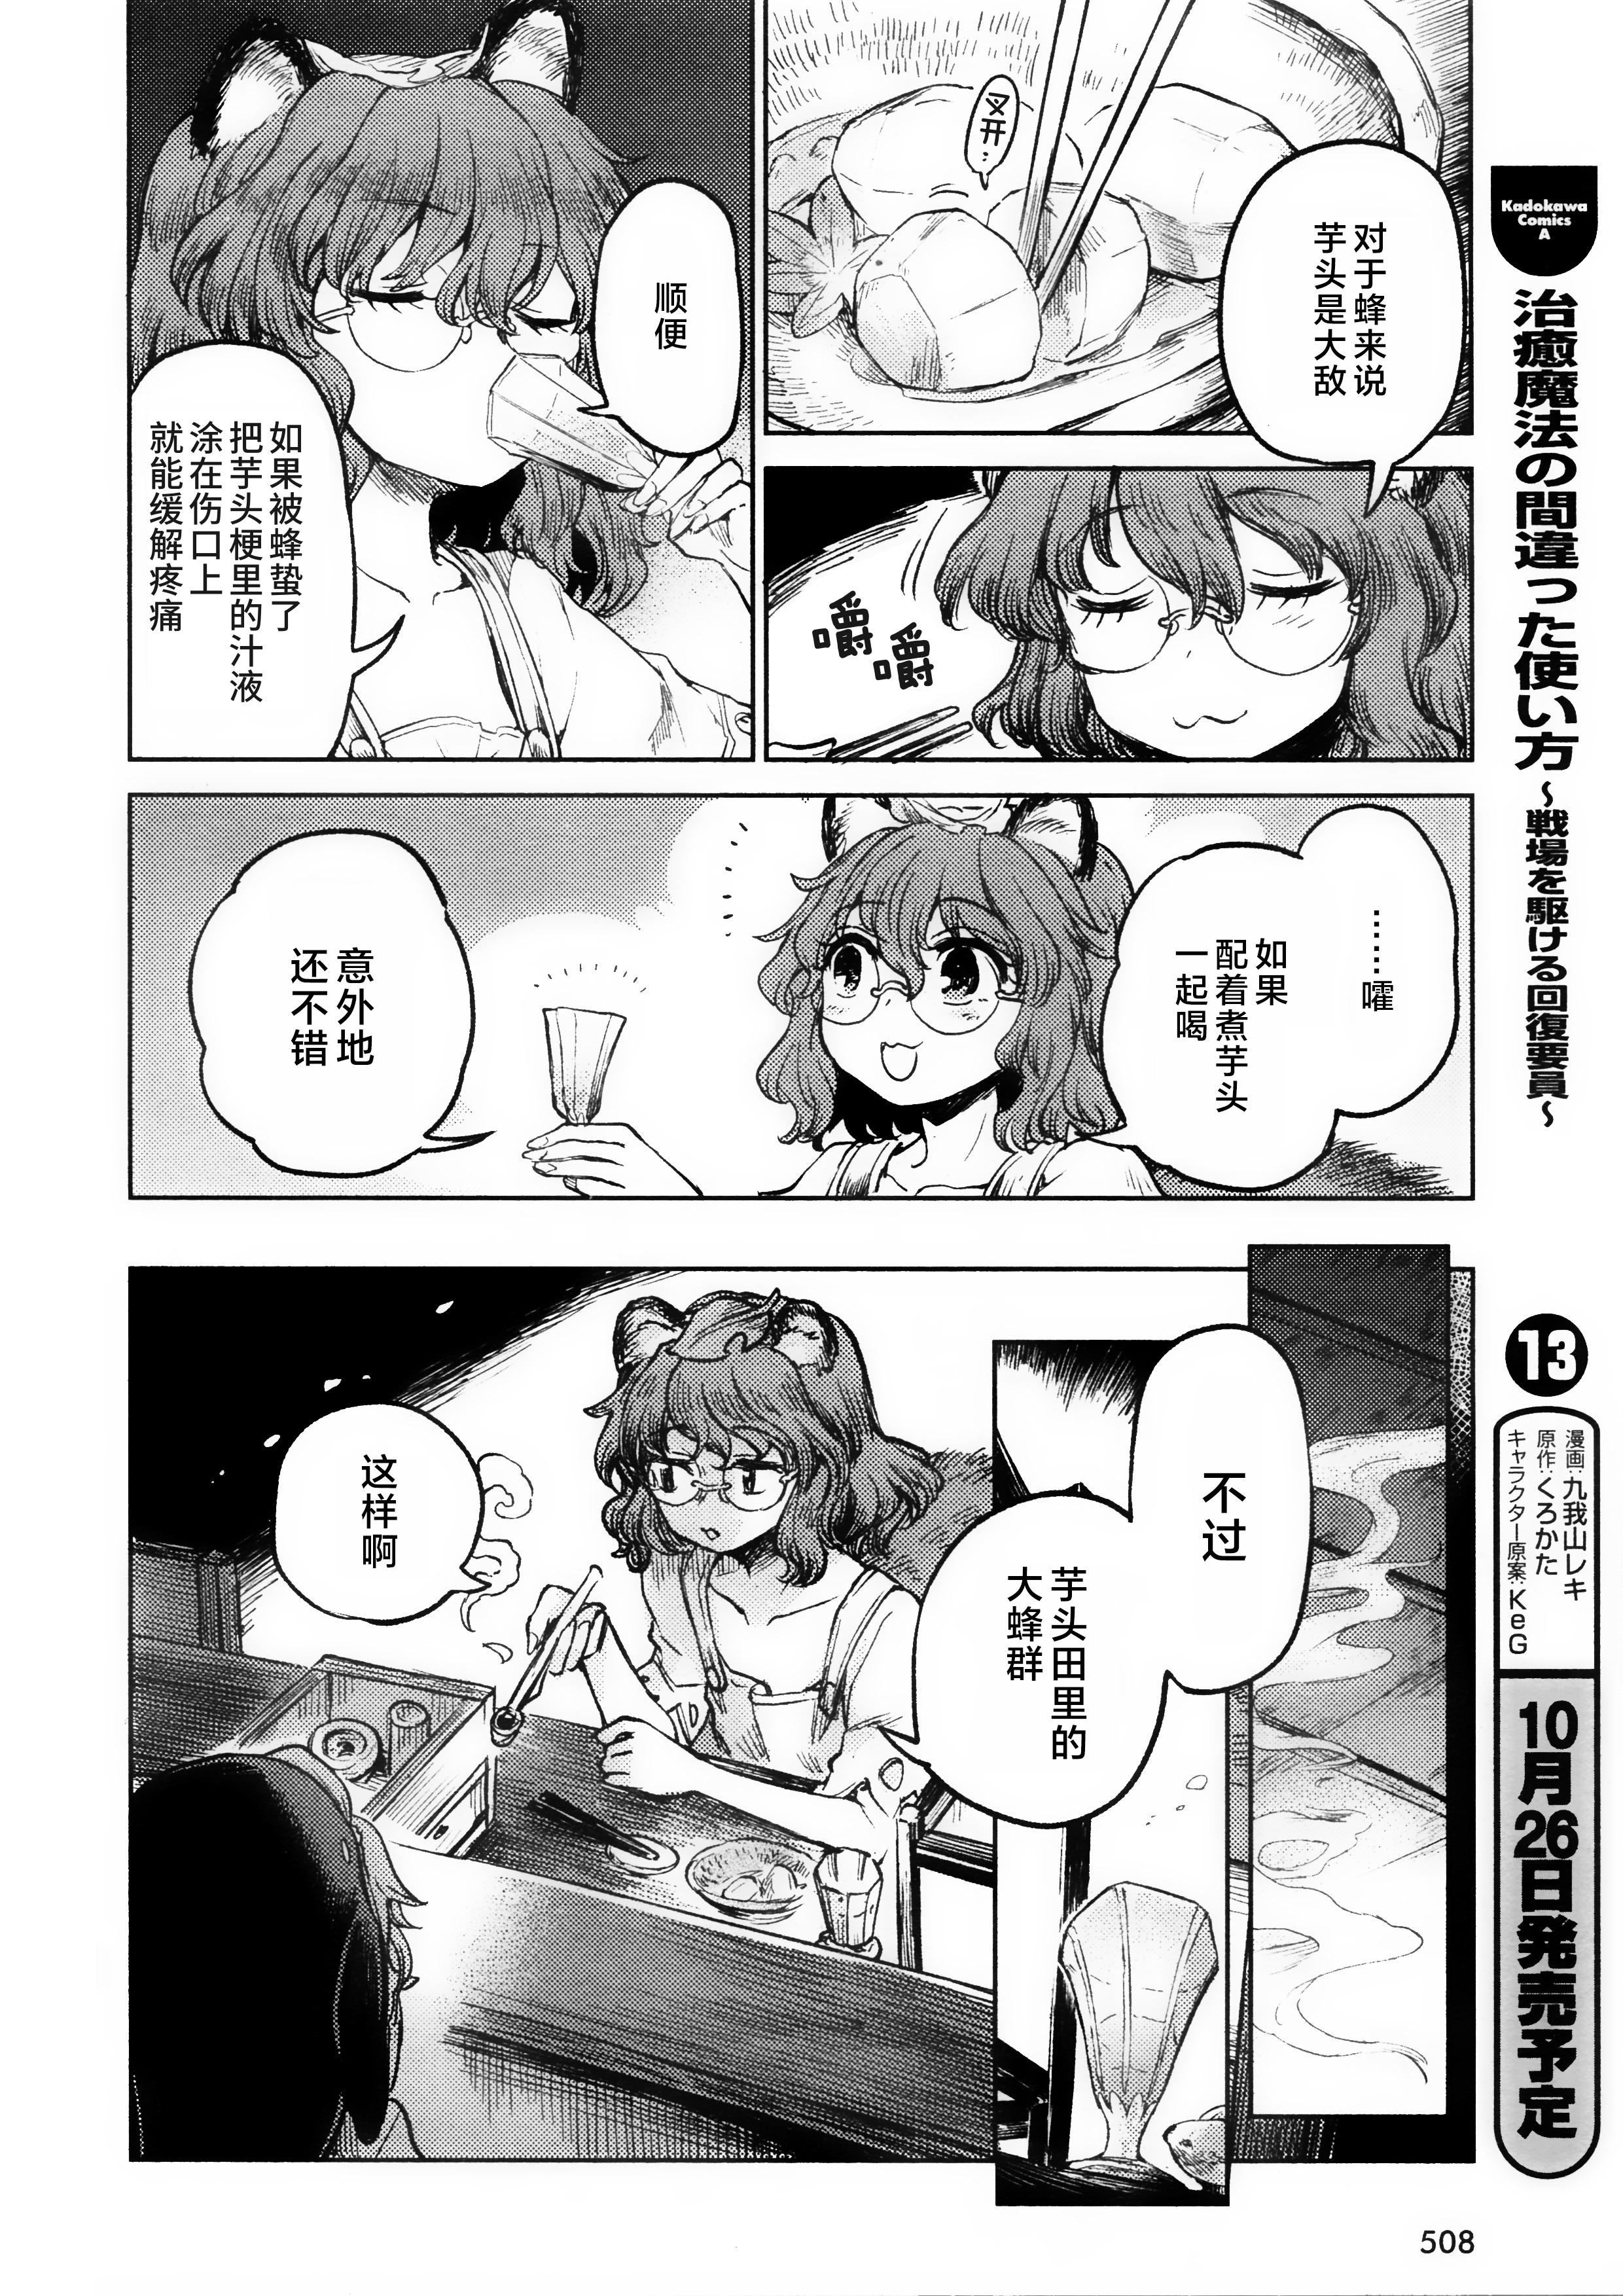 叉开·
对于蜂来说
芋头是大敌
嚼
嚼
顺便
如果被蜂蛰了
把芋头梗里的汁液
涂在伤口上
就能缓解疼痛
……嚯
如果
配着煮芋头
一起喝
意外地
还不错
不过
芋头田里的
大蜂群
这样啊
Kadokawa
Comics
A
治癒魔法の間違った使い方
~戦場を駆ける回復要員~
13
漫画:九我山レキ
原作:くろかた
キャラクター原案:KeG
10月26日発売予定
508